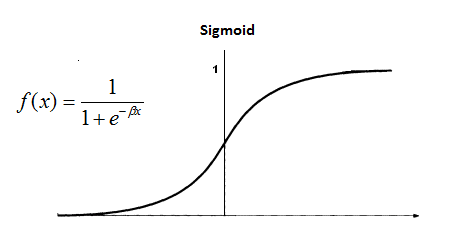 Sigmoid
1
f(x) = 1 / (1 + e^{-βx})